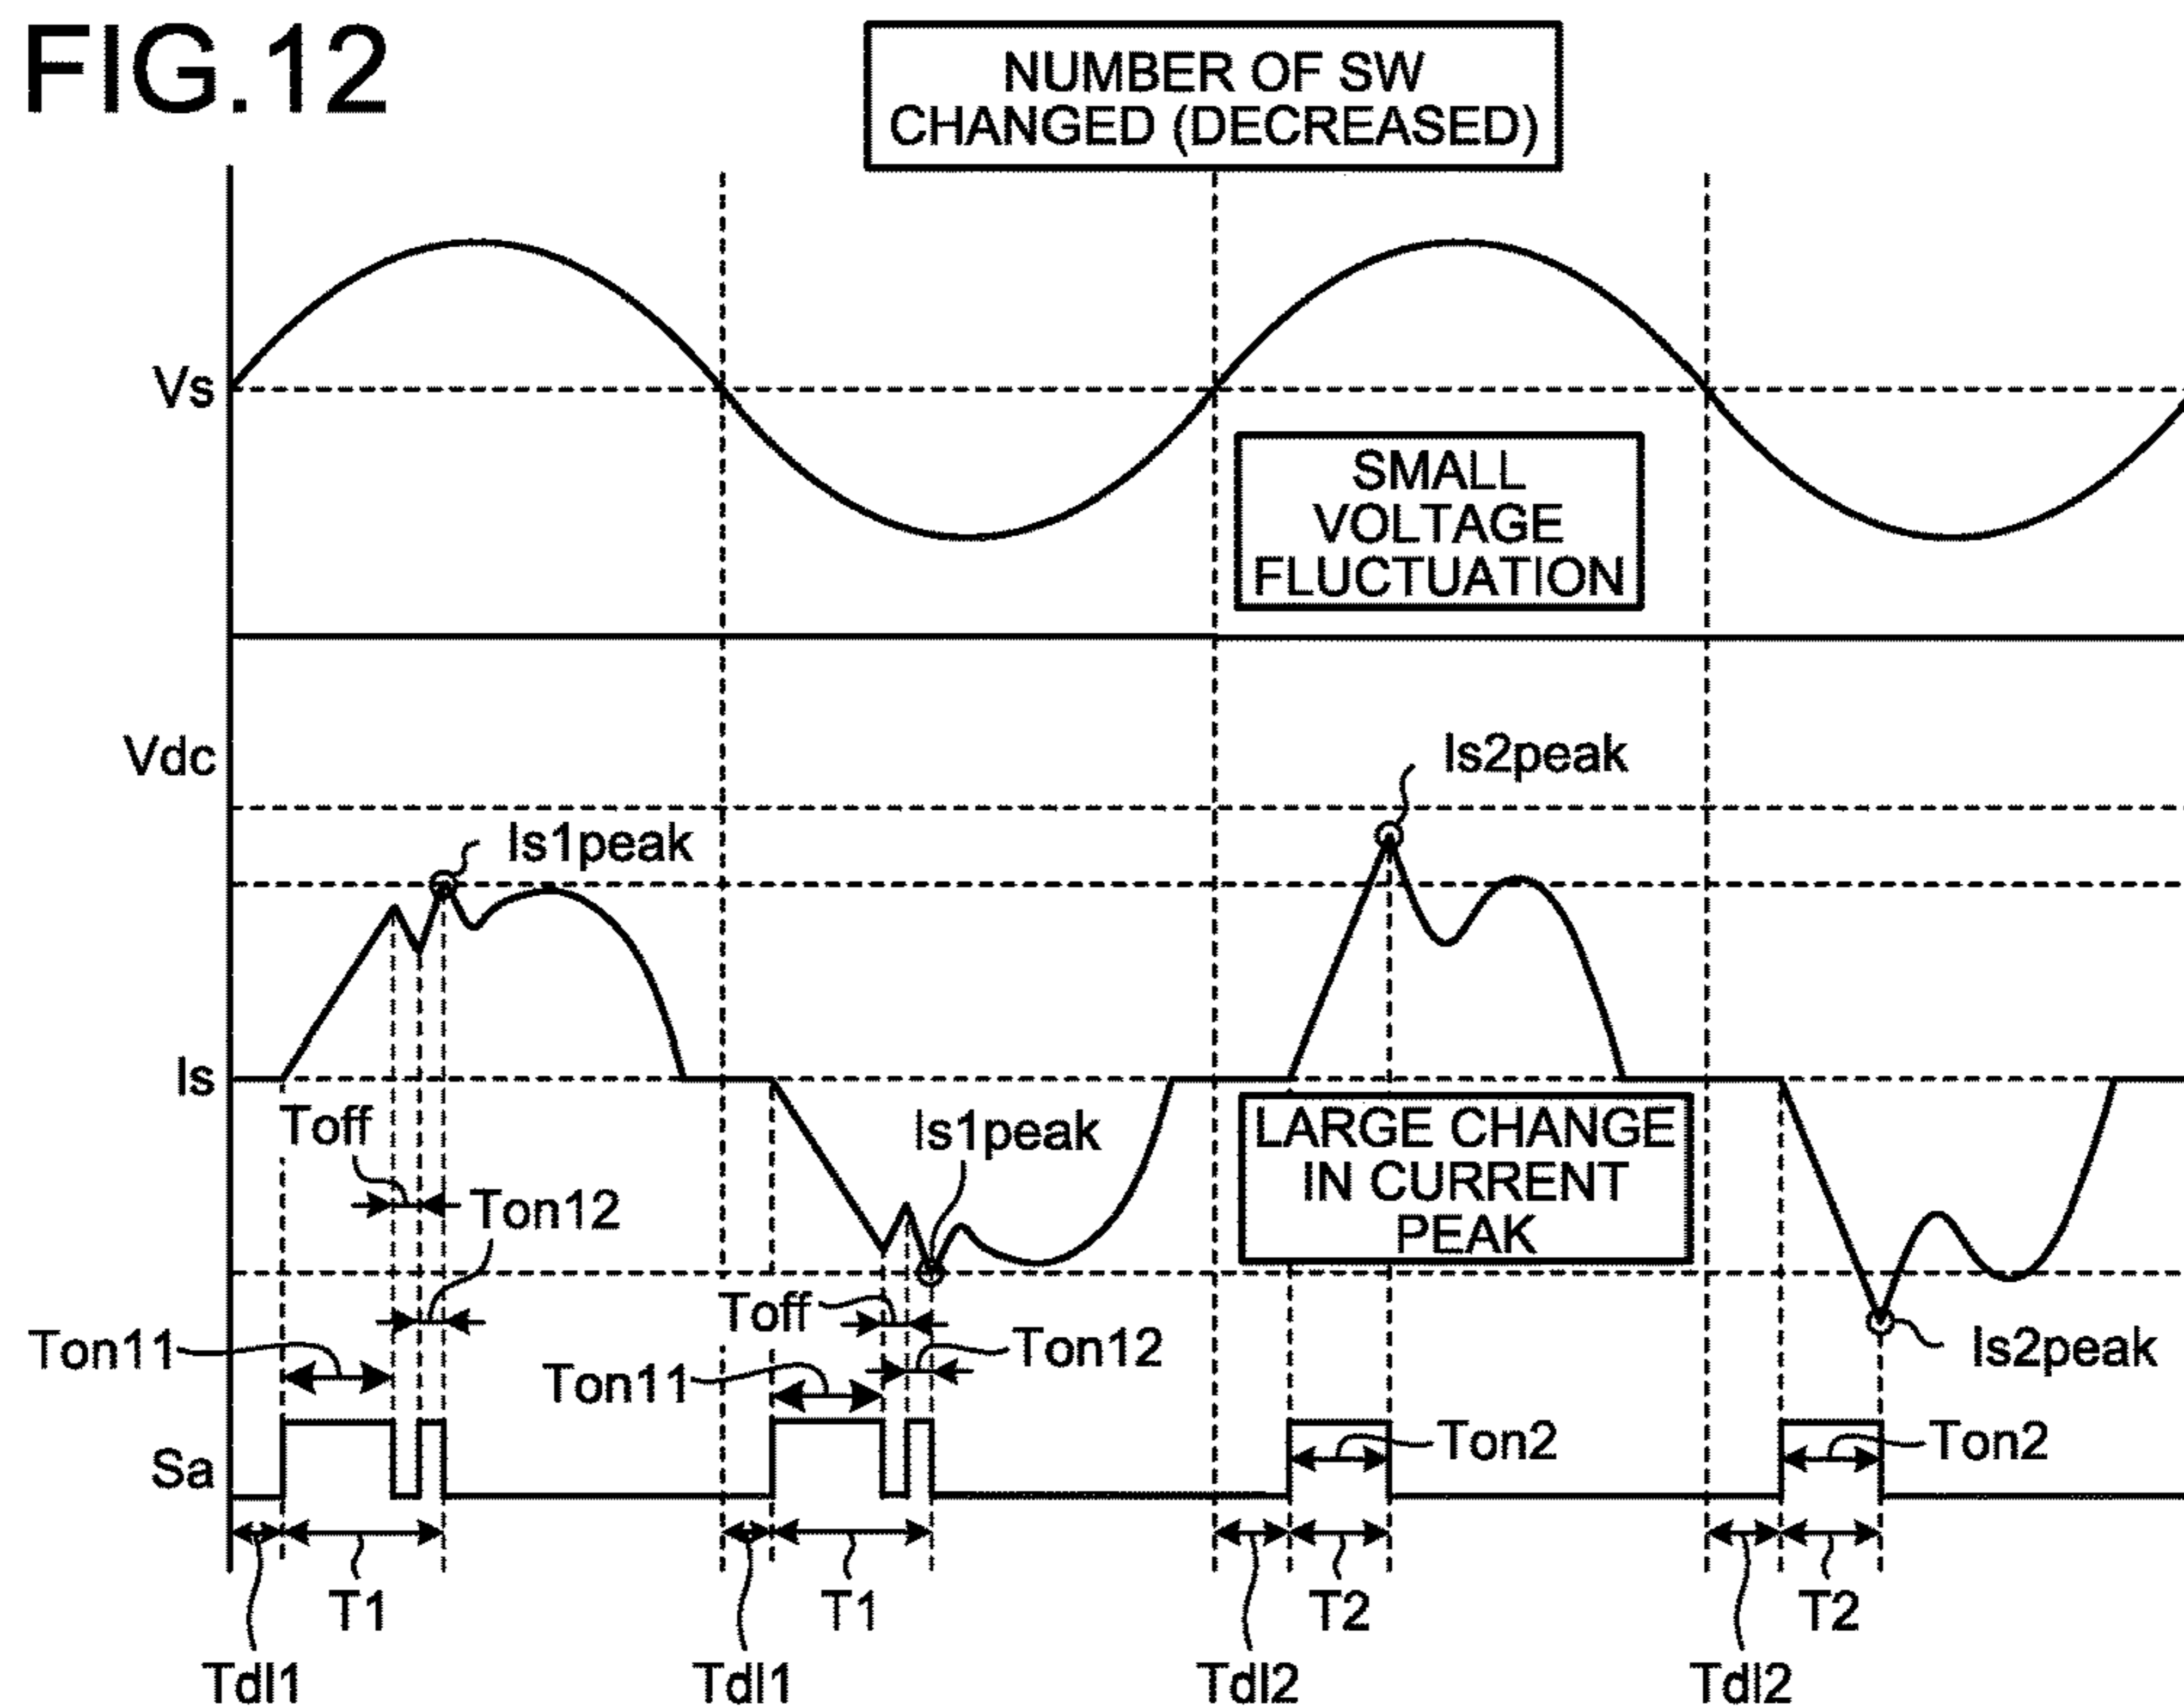 FIG.12
NUMBER OF SW
CHANGED (DECREASED)
Vs
SMALL
VOLTAGE
FLUCTUATION
Vdc
Is2peak
Is1peak
Is
Toff
Ton12
Is1peak
LARGE CHANGE
IN CURRENT
PEAK
Toff
Ton12
Ton11
Ton11
Is2peak
Sa
Ton2
Ton2
T1
T1
T2
T2
Tdl1
Tdl1
Tdl2
Tdl2